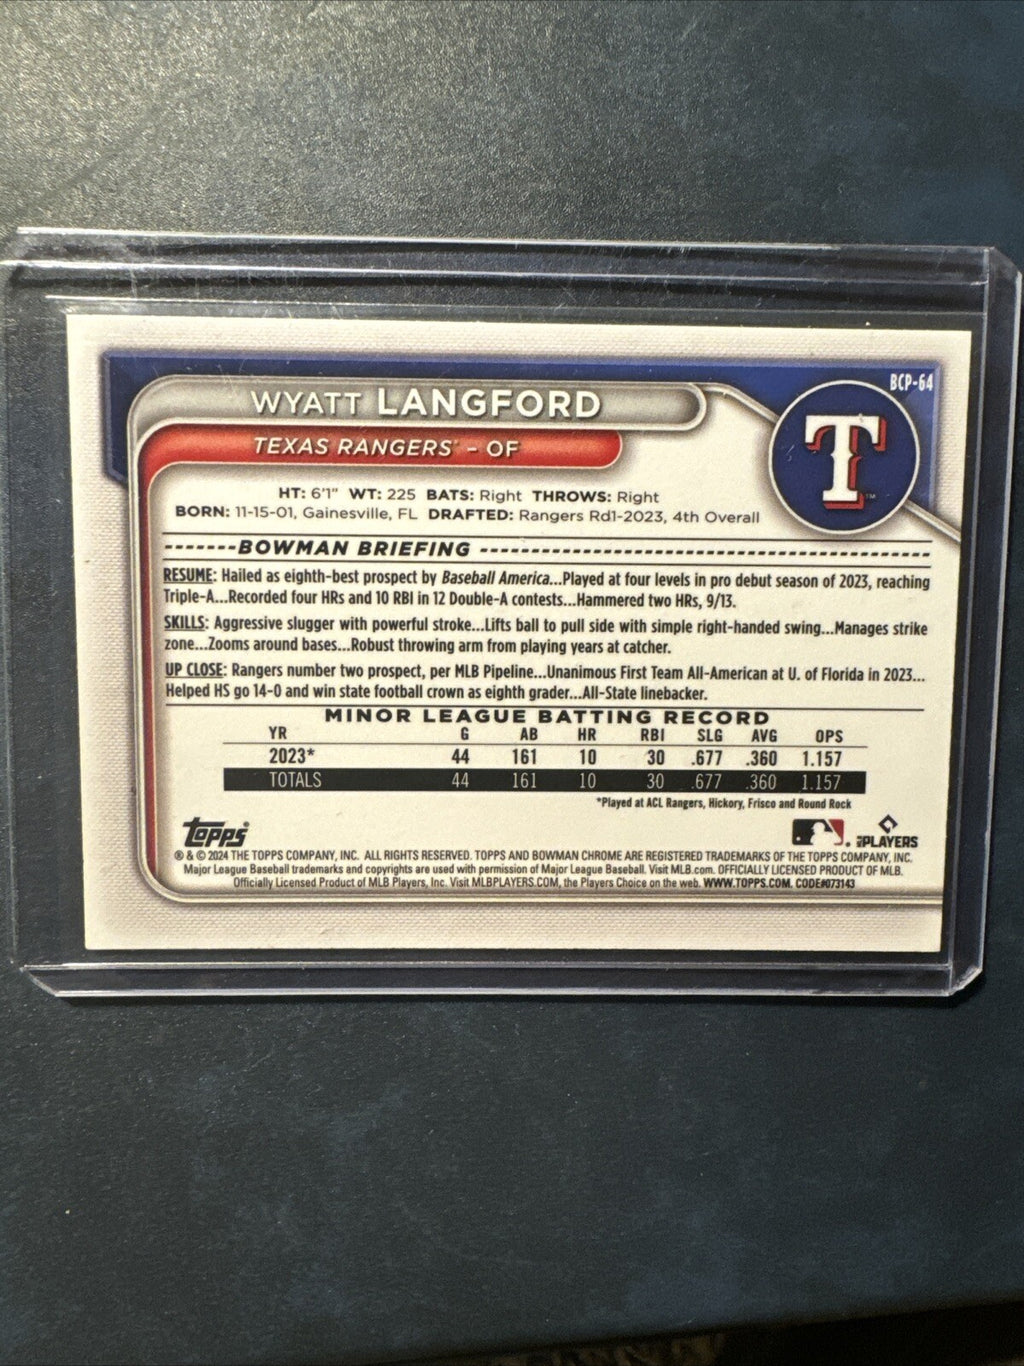 BCP-64
WYATT LANGFORD
TEXAS RANGERS® - OF
T™
HT: 6'1" WT: 225 BATS: Right THROWS: Right
BORN: 11-15-01, Gainesville, FL DRAFTED: Rangers Rd1-2023, 4th Overall
-------BOWMAN BRIEFING ---------------------------------------------
RESUME: Hailed as eighth-best prospect by Baseball America...Played at four levels in pro debut season of 2023, reaching
Triple-A...Recorded four HRs and 10 RBI in 12 Double-A contests...Hammered two HRs, 9/13.
SKILLS: Aggressive slugger with powerful stroke...Lifts ball to pull side with simple right-handed swing...Manages strike
zone...Zooms around bases...Robust throwing arm from playing years at catcher.
UP CLOSE: Rangers number two prospect, per MLB Pipeline...Unanimous First Team All-American at U. of Florida in 2023...
Helped HS go 14-0 and win state football crown as eighth grader...All-State linebacker.
MINOR LEAGUE BATTING RECORD
YR G AB HR RBI SLG AVG OPS
2023* 44 161 10 30 .677 .360 1.157
TOTALS 44 161 10 30 .677 .360 1.157
*Played at ACL Rangers, Hickory, Frisco and Round Rock
topps® MLB PLAYERS
® & © 2024 THE TOPPS COMPANY, INC. ALL RIGHTS RESERVED. TOPPS AND BOWMAN CHROME ARE REGISTERED TRADEMARKS OF THE TOPPS COMPANY, INC.
Major League Baseball trademarks and copyrights are used with permission of Major League Baseball. Visit MLB.com. OFFICIALLY LICENSED PRODUCT OF MLB.
Officially Licensed Product of MLB Players, Inc. Visit MLBPLAYERS.COM, the Players Choice on the web. WWW.TOPPS.COM. CODE#073143